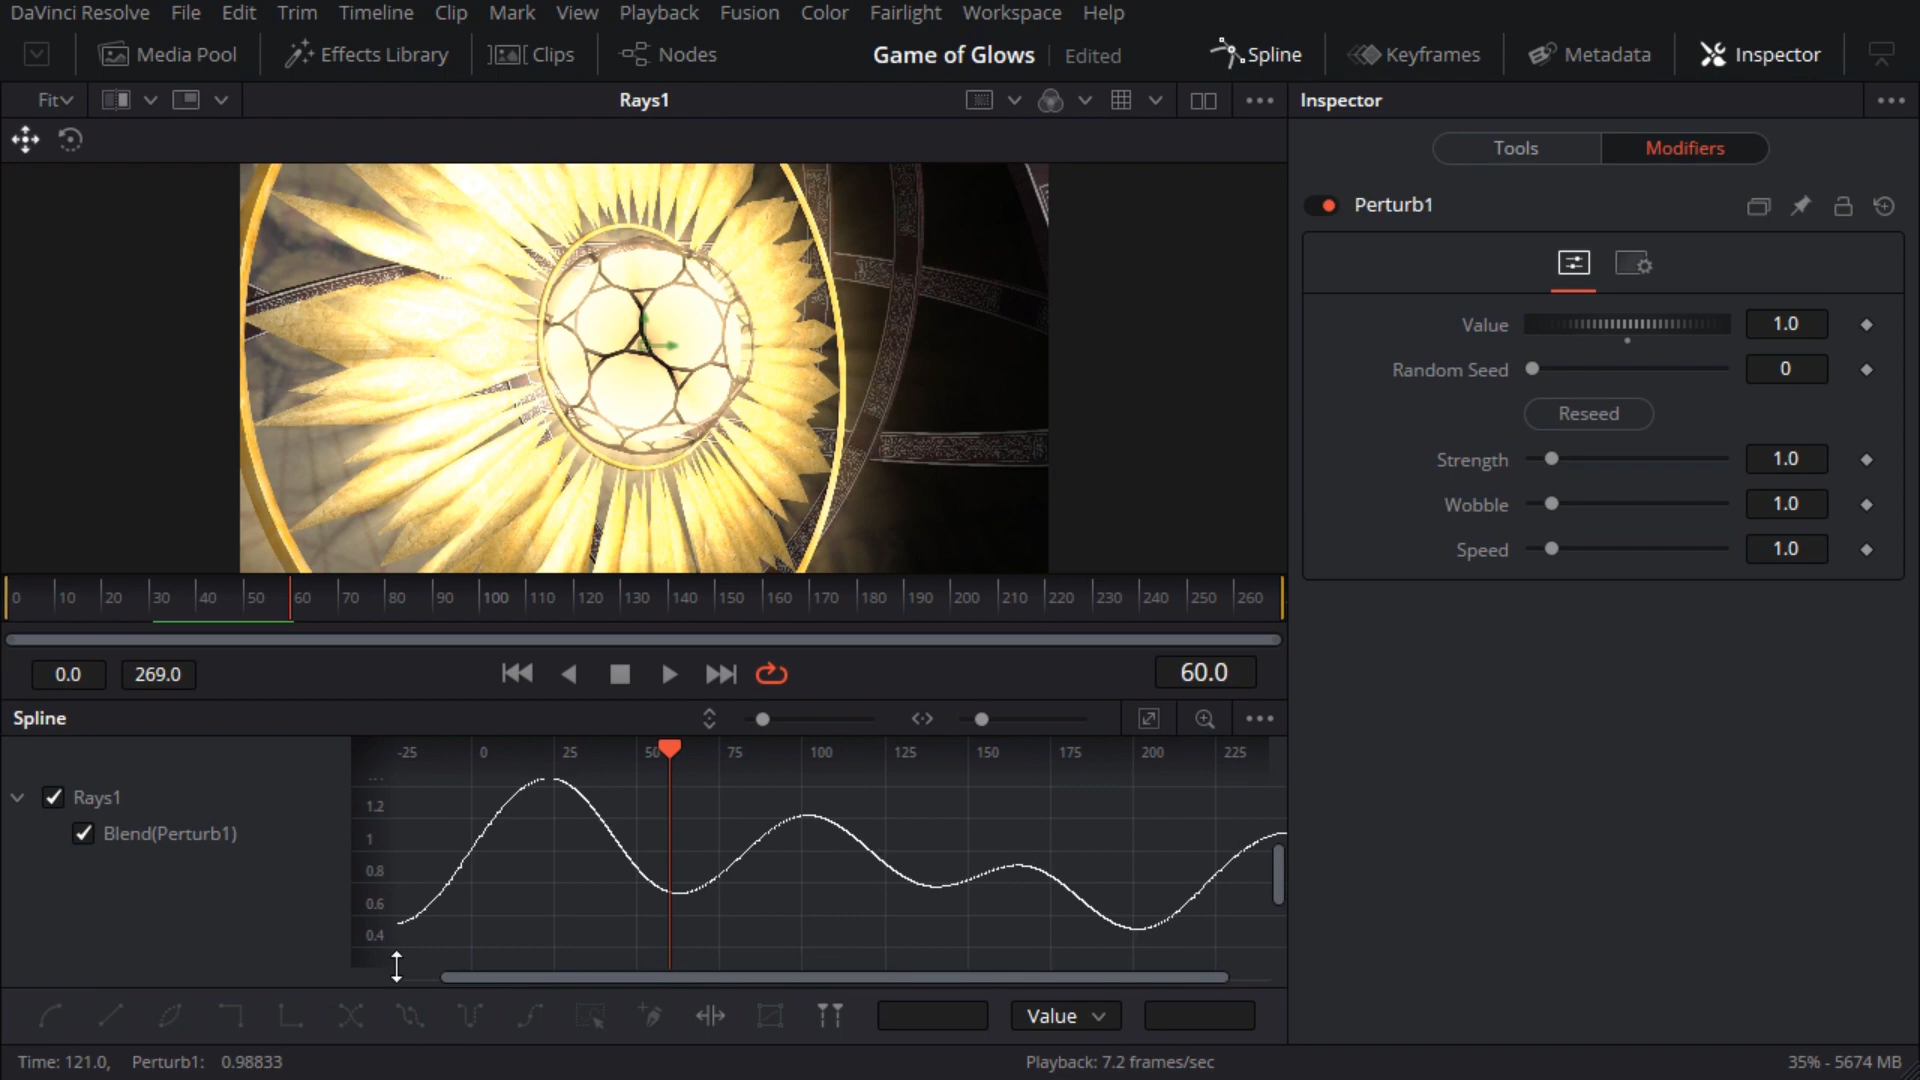 DaVinci Resolve File Edit Trim Timeline Clip Mark View Playback Fusion Color Fairlight Workspace Help
Media Pool Effects Library Clips Nodes Game of Glows Edited Spline Keyframes Metadata Inspector
Fit Rays1 Inspector
Tools Modifiers
Perturb1
Value 1.0
Random Seed 0
Reseed
Strength 1.0
Wobble 1.0
Speed 1.0
0 10 20 30 40 50 60 70 80 90 100 110 120 130 140 150 160 170 180 190 200 210 220 230 240 250 260
0.0 269.0 60.0
Spline
-25 0 25 50 75 100 125 150 175 200 225
Rays1
Blend(Perturb1)
1.2
1
0.8
0.6
0.4
Value
Time: 121.0, Perturb1: 0.98833 Playback: 7.2 frames/sec 35% - 5674 MB